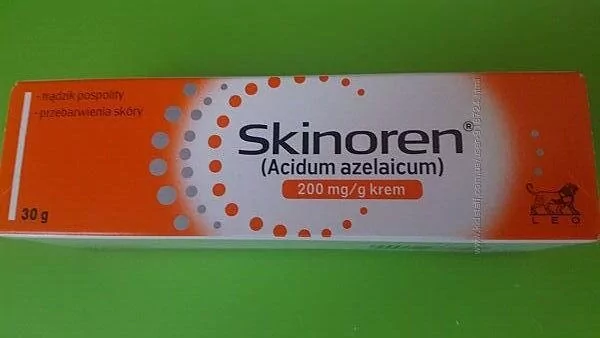 - trądzik pospolity
- przebarwienia skóry
Skinoren®
(Acidum azelaicum)
200 mg/g krem
30 g
LEO